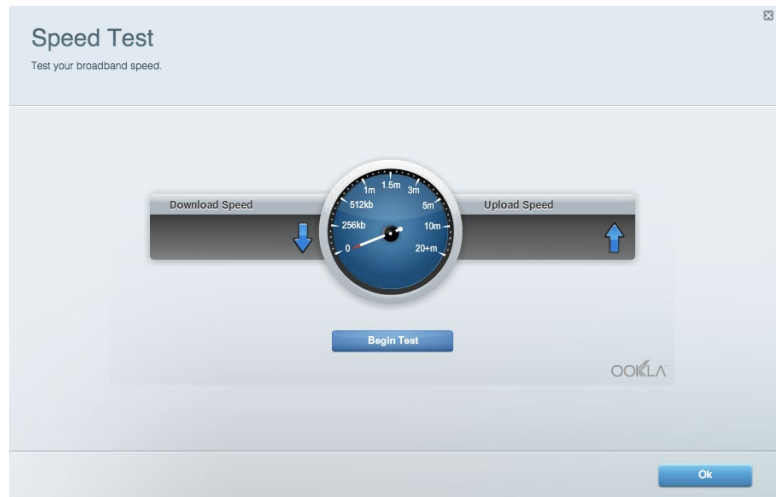 Speed Test
Test your broadband speed.
Download Speed
Upload Speed
0
256kb
512kb
1m
1.5m
3m
5m
10m
20+m
Begin Test
OOKLA
Ok